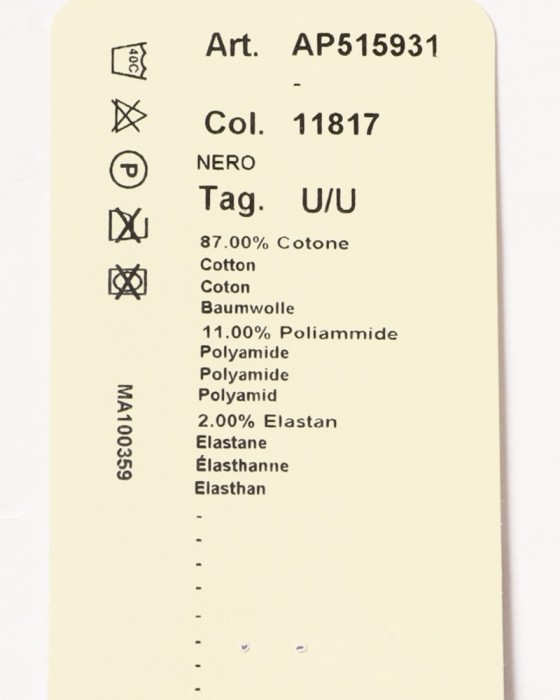 Art. AP515931
-
Col. 11817
NERO
Tag. U/U
87.00% Cotone
Cotton
Coton
Baumwolle
11.00% Poliammide
Polyamide
Polyamide
Polyamid
2.00% Elastan
Elastane
Élasthanne
Elasthan
-
-
-
-
-
-
-
-
40C
P
MA100359